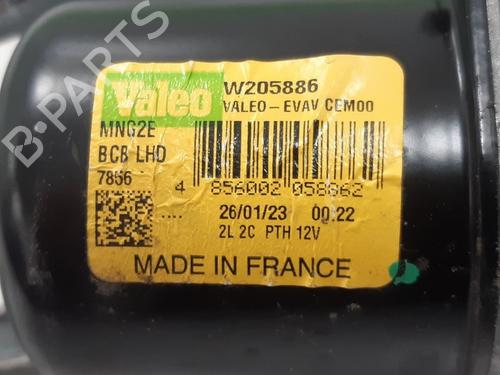 Valeo
W205886
VALEO-EVAV CEM00
MNG2E
BCB LHD
7856
4 856002 058862
.... 26/01/23 00:22
2L 2C PTH 12V
MADE IN FRANCE